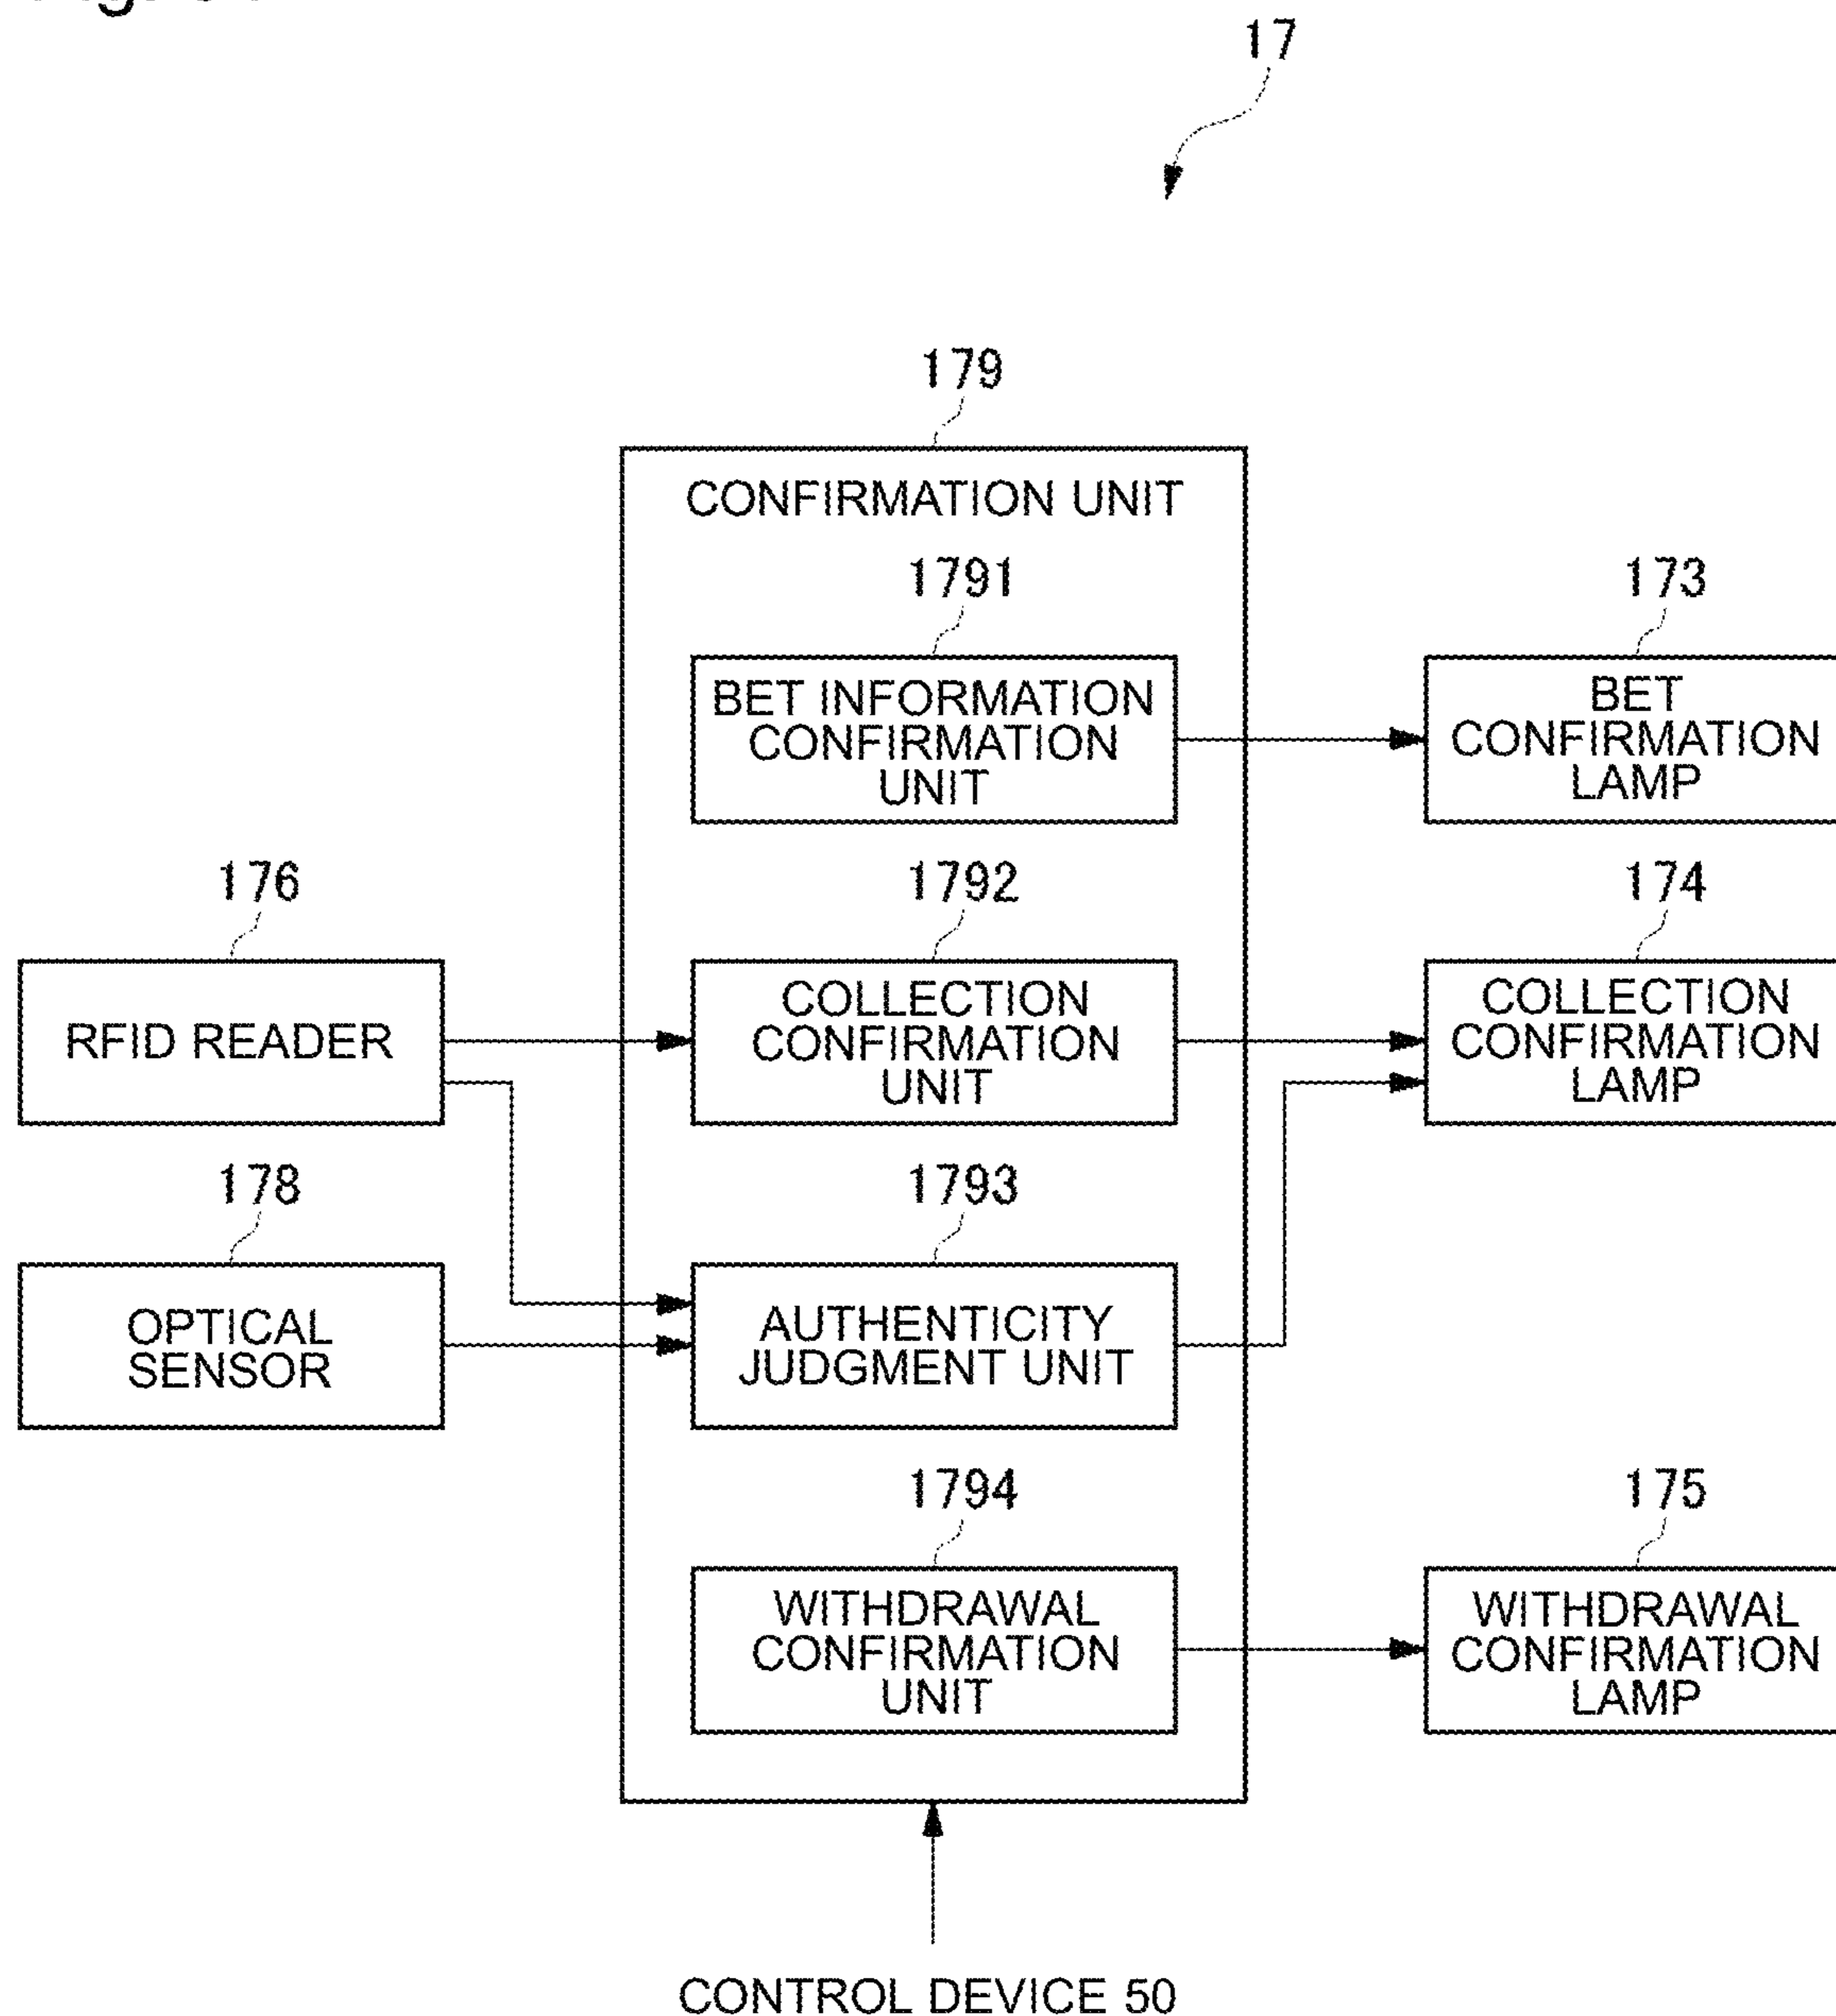 17
179
CONFIRMATION UNIT
1791
BET INFORMATION
CONFIRMATION
UNIT
173
BET
CONFIRMATION
LAMP
176
RFID READER
1792
COLLECTION
CONFIRMATION
UNIT
174
COLLECTION
CONFIRMATION
LAMP
178
OPTICAL
SENSOR
1793
AUTHENTICITY
JUDGMENT UNIT
1794
WITHDRAWAL
CONFIRMATION
UNIT
175
WITHDRAWAL
CONFIRMATION
LAMP
CONTROL DEVICE 50